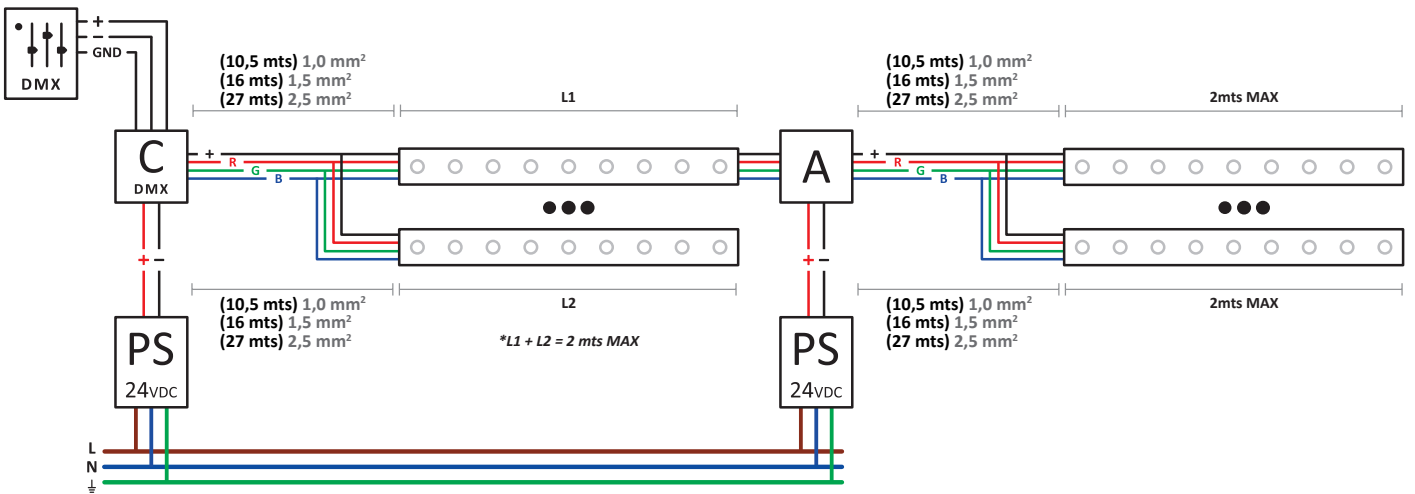 +
−
GND
DMX
(10,5 mts) 1,0 mm²
(16 mts) 1,5 mm²
(27 mts) 2,5 mm²
L1
(10,5 mts) 1,0 mm²
(16 mts) 1,5 mm²
(27 mts) 2,5 mm²
2mts MAX
C
DMX
+
R
G
B
A
+
R
G
B
+ −
+ −
(10,5 mts) 1,0 mm²
(16 mts) 1,5 mm²
(27 mts) 2,5 mm²
L2
*L1 + L2 = 2 mts MAX
(10,5 mts) 1,0 mm²
(16 mts) 1,5 mm²
(27 mts) 2,5 mm²
2mts MAX
PS
24VDC
PS
24VDC
L
N